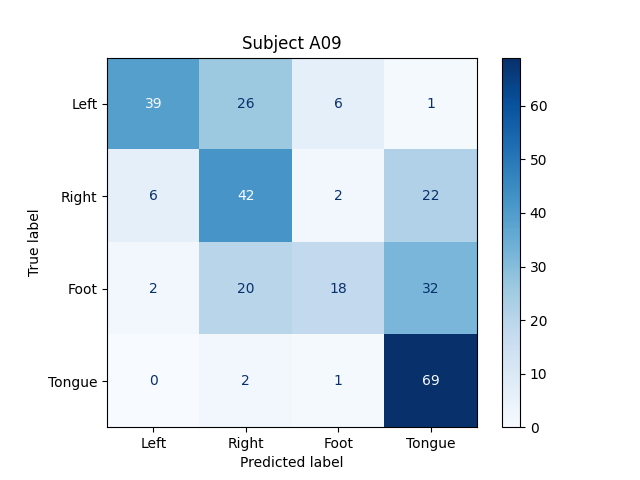 Subject A09
Left 39 26 6 1
Right 6 42 2 22
Foot 2 20 18 32
Tongue 0 2 1 69
Left Right Foot Tongue
Predicted label
True label
60
50
40
30
20
10
0